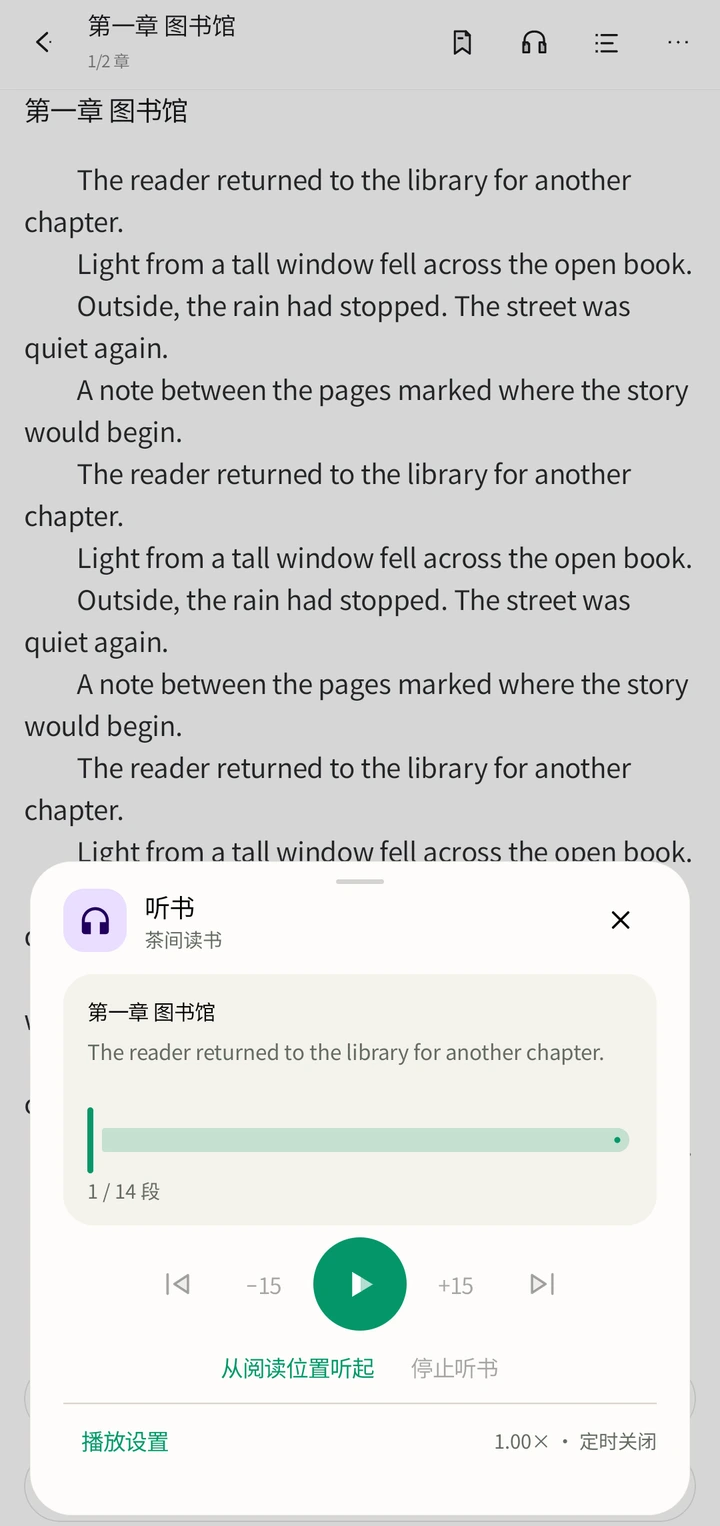 第一章 图书馆
1/2 章
第一章 图书馆
The reader returned to the library for another
chapter.
Light from a tall window fell across the open book.
Outside, the rain had stopped. The street was
quiet again.
A note between the pages marked where the story
would begin.
The reader returned to the library for another
chapter.
Light from a tall window fell across the open book.
Outside, the rain had stopped. The street was
quiet again.
A note between the pages marked where the story
would begin.
The reader returned to the library for another
chapter.
Light from a tall window fell across the open book.
听书
茶间读书
第一章 图书馆
The reader returned to the library for another chapter.
1 / 14 段
−15
+15
从阅读位置听起
停止听书
播放设置
1.00× • 定时关闭